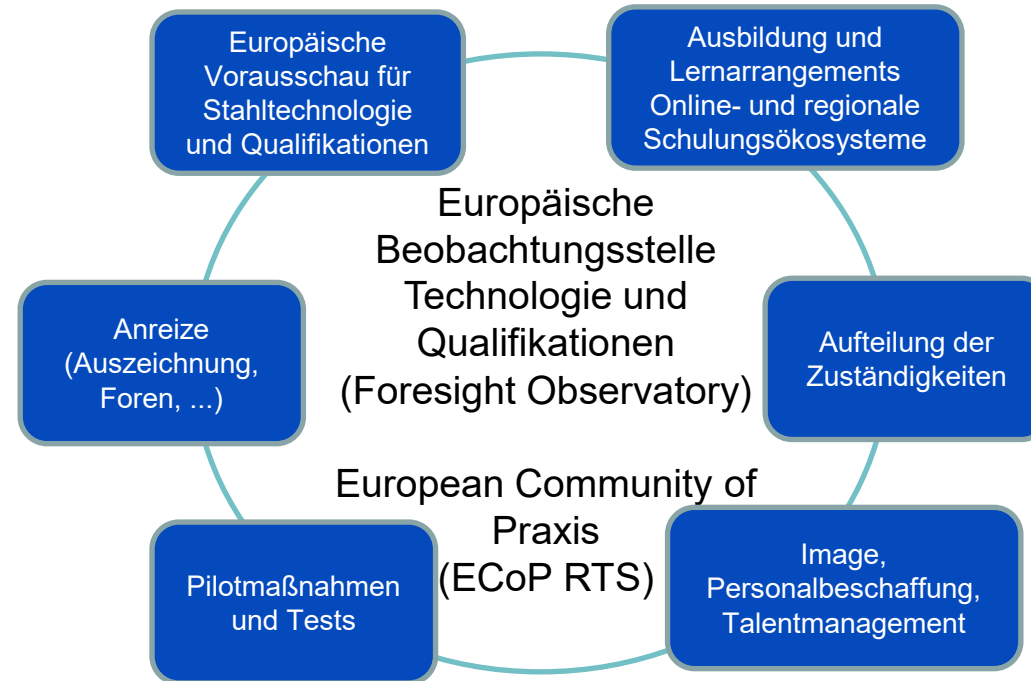 Europäische
Vorausschau für
Stahltechnologie
und Qualifikationen
Ausbildung und
Lernarrangements
Online- und regionale
Schulungsökosysteme
Europäische
Beobachtungsstelle
Technologie und
Qualifikationen
(Foresight Observatory)
Anreize
(Auszeichnung,
Foren, ...)
Aufteilung der
Zuständigkeiten
European Community of
Praxis
(ECoP RTS)
Pilotmaßnahmen
und Tests
Image,
Personalbeschaffung,
Talentmanagement